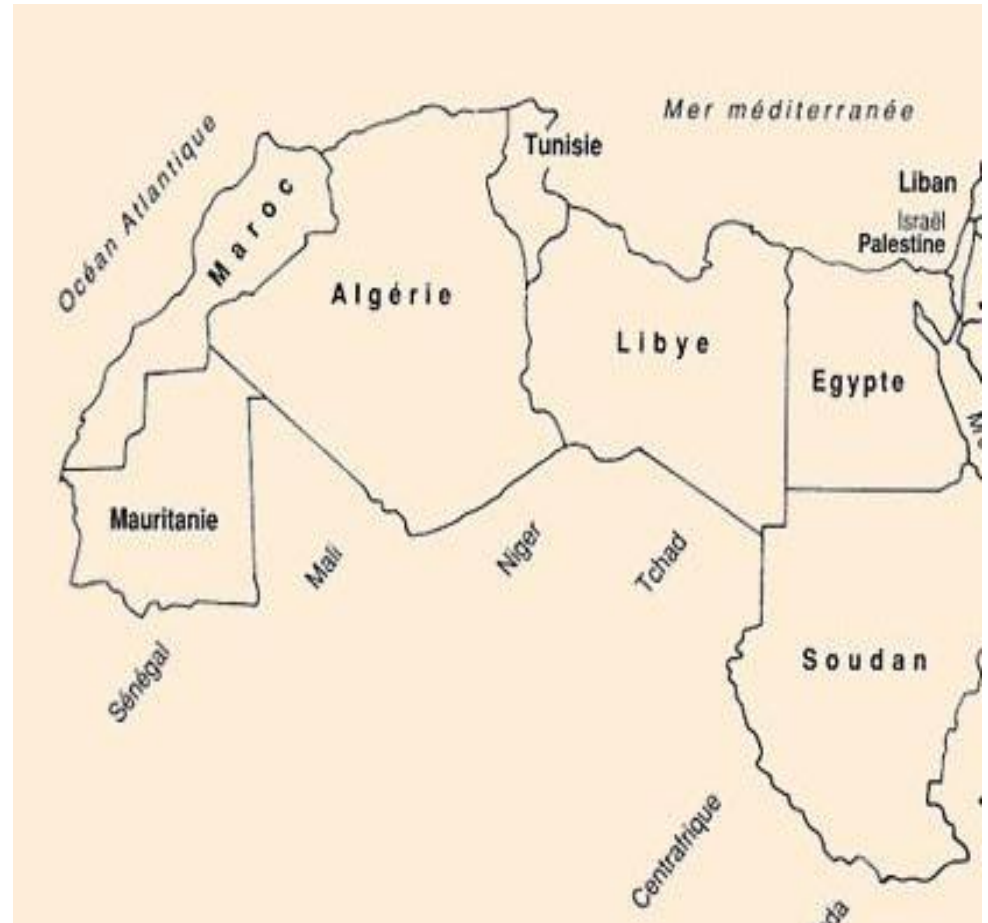 Mer méditerranée
Océan Atlantique
Tunisie
Maroc
Liban
Israël
Palestine
Algérie
Libye
Egypte
Mauritanie
Mali
Niger
Tchad
Sénégal
Soudan
Centrafrique